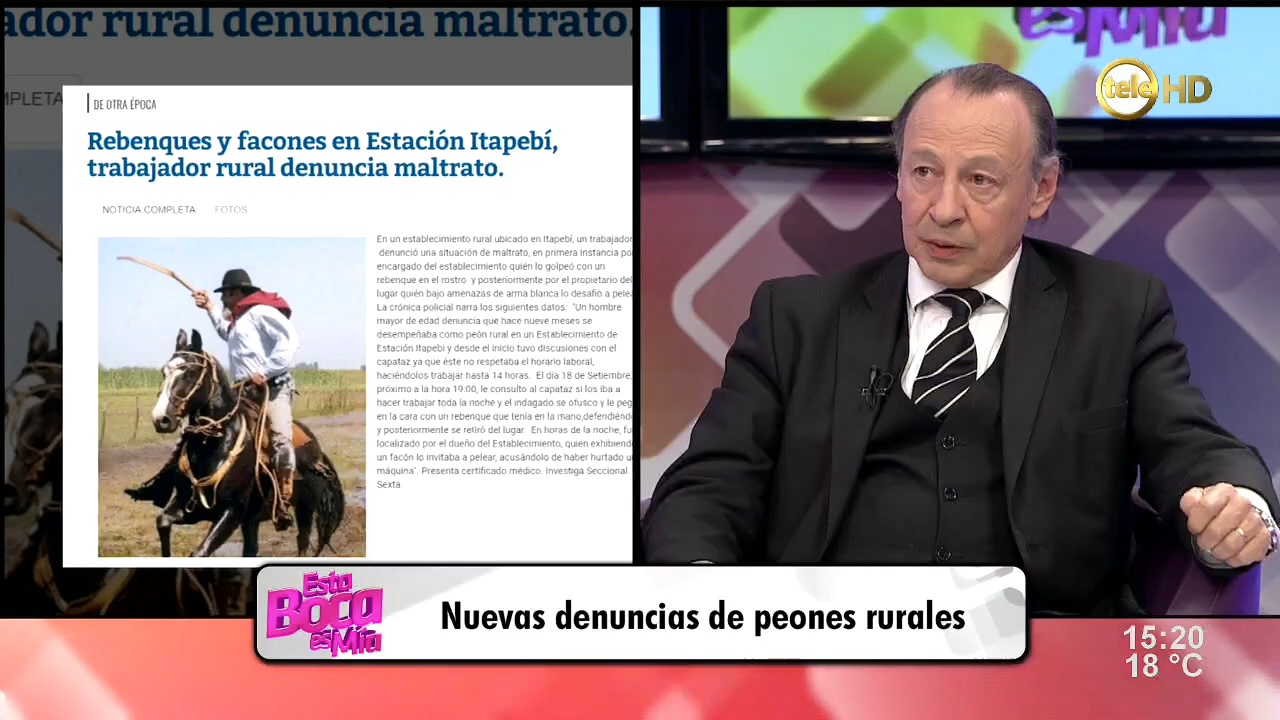 ador rural denuncia maltrato.
MPLETA
DE OTRA ÉPOCA
Rebenques y facones en Estación Itapebí,
trabajador rural denuncia maltrato.
NOTICIA COMPLETA FOTOS
En un establecimiento rural ubicado en Itapebí, un trabajador
denunció una situación de maltrato, en primera instancia po
encargado del establecimiento quién lo golpeó con un
rebenque en el rostro y posteriormente por el propietario del
lugar quién bajo amenazas de arma blanca lo desafió a pelea
La crónica policial narra los siguientes datos: "Un hombre
mayor de edad denuncia que hace nueve meses se
desempeñaba como peón rural en un Establecimiento de
Estación Itapebi y desde el inicio tuvo discusiones con el
capataz ya que éste no respetaba el horario laboral,
haciéndolos trabajar hasta 14 horas. El día 18 de Setiembre,
próximo a la hora 19:00, le consulto al capataz si los iba a
hacer trabajar toda la noche y el indagado se ofusco y le peg
en la cara con un rebenque que tenía en la mano,defendiénd
y posteriormente se retiró del lugar. En horas de la noche, fu
localizado por el dueño del Establecimiento, quien exhibiend
un facón lo invitaba a pelear, acusándolo de haber hurtado u
máquina". Presenta certificado médico. Investiga Seccional
Sexta.
es Mía
tele HD
Esta
Boca
es Mía
Nuevas denuncias de peones rurales
15:20
18 °C